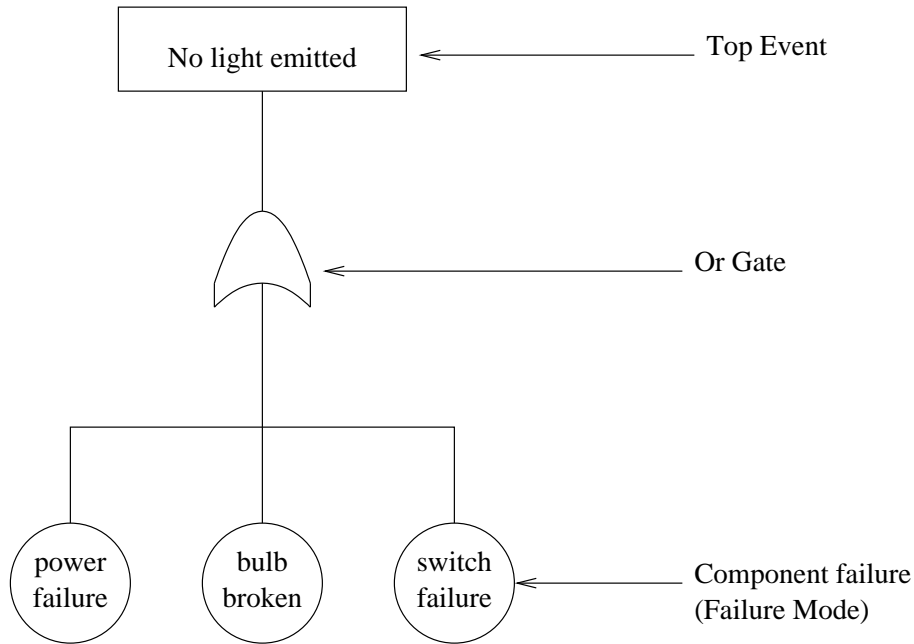 No light emitted
Top Event
Or Gate
power
failure
bulb
broken
switch
failure
Component failure
(Failure Mode)